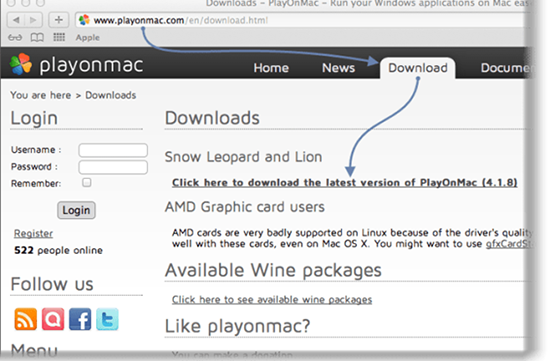 Downloads – PlayOnMac – Run your Windows applications on Mac eas
www.playonmac.com/en/download.html
Apple
playonmac
Home
News
Download
Documen
You are here > Downloads
Login
Username :
Password :
Remember:
Login
Register
522 people online
Follow us
Menu
Downloads
Snow Leopard and Lion
Click here to download the latest version of PlayOnMac (4.1.8)
AMD Graphic card users
AMD cards are very badly supported on Linux because of the driver's quality
well with these cards, even on Mac OS X. You might want to use gfxCardSt
Available Wine packages
Click here to see available wine packages
Like playonmac?
You can make a donation